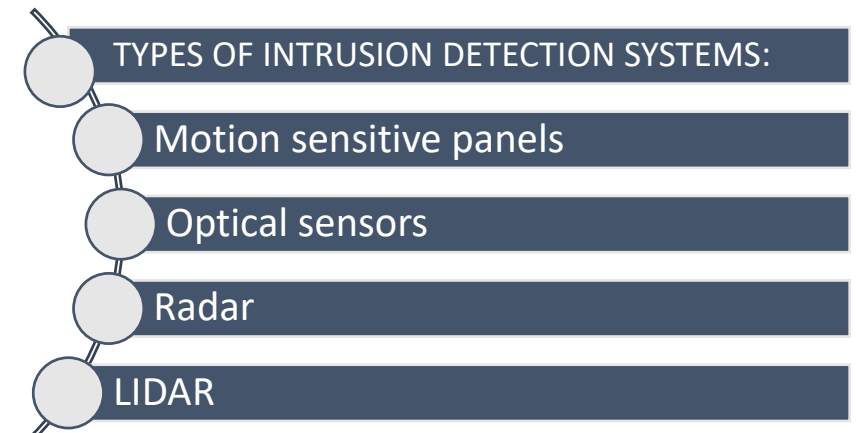 TYPES OF INTRUSION DETECTION SYSTEMS:
Motion sensitive panels
Optical sensors
Radar
LIDAR